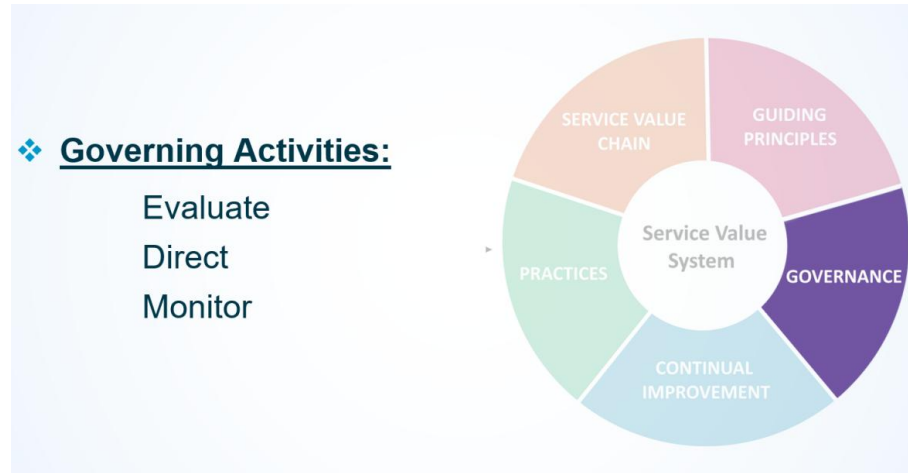 Governing Activities:
Evaluate
Direct
Monitor
SERVICE VALUE
CHAIN
GUIDING
PRINCIPLES
Service Value
System
PRACTICES
GOVERNANCE
CONTINUAL
IMPROVEMENT